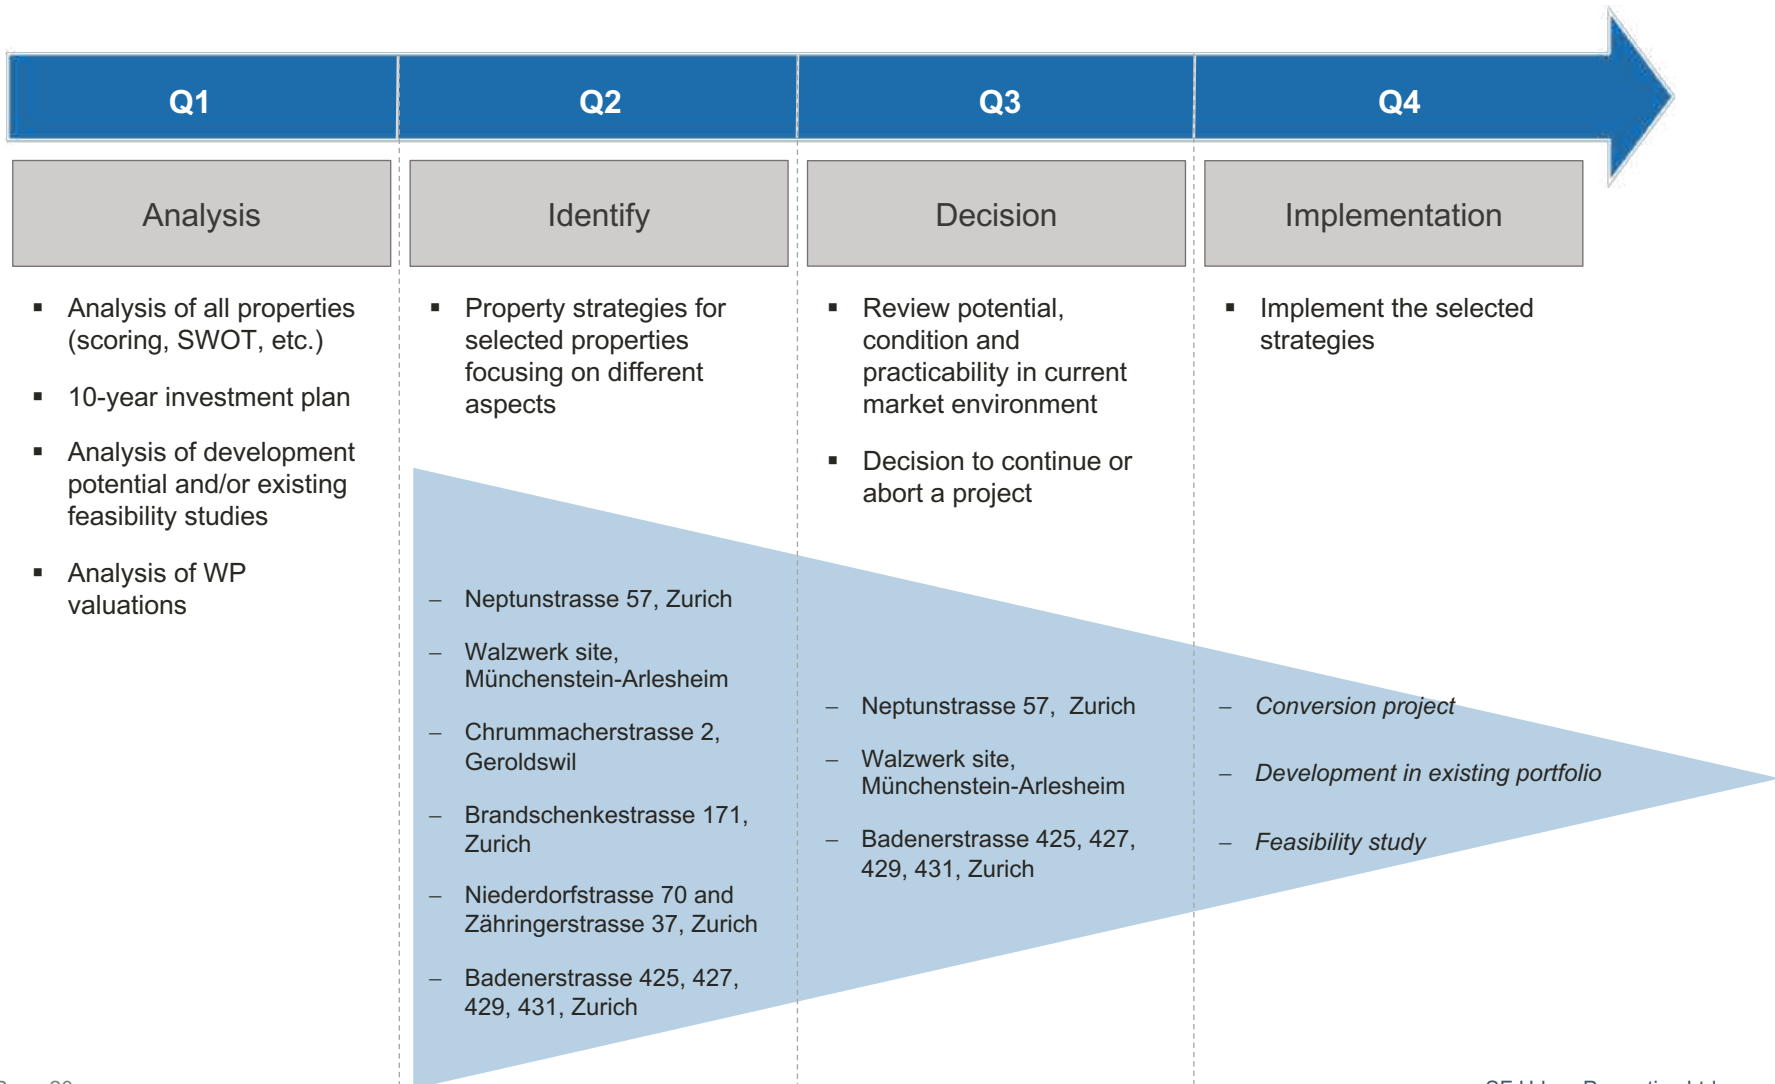 Q1
Q2
Q3
Q4
Analysis
Identify
Decision
Implementation
▪ Analysis of all properties
(scoring, SWOT, etc.)
▪ 10-year investment plan
▪ Analysis of development
potential and/or existing
feasibility studies
▪ Analysis of WP
valuations
▪ Property strategies for
selected properties
focusing on different
aspects
– Neptunstrasse 57, Zurich
– Walzwerk site,
Münchenstein-Arlesheim
– Chrummacherstrasse 2,
Geroldswil
– Brandschenkestrasse 171,
Zurich
– Niederdorfstrasse 70 and
Zähringerstrasse 37, Zurich
– Badenerstrasse 425, 427,
429, 431, Zurich
▪ Review potential,
condition and
practicability in current
market environment
▪ Decision to continue or
abort a project
– Neptunstrasse 57, Zurich
– Walzwerk site,
Münchenstein-Arlesheim
– Badenerstrasse 425, 427,
429, 431, Zurich
▪ Implement the selected
strategies
– Conversion project
– Development in existing portfolio
– Feasibility study